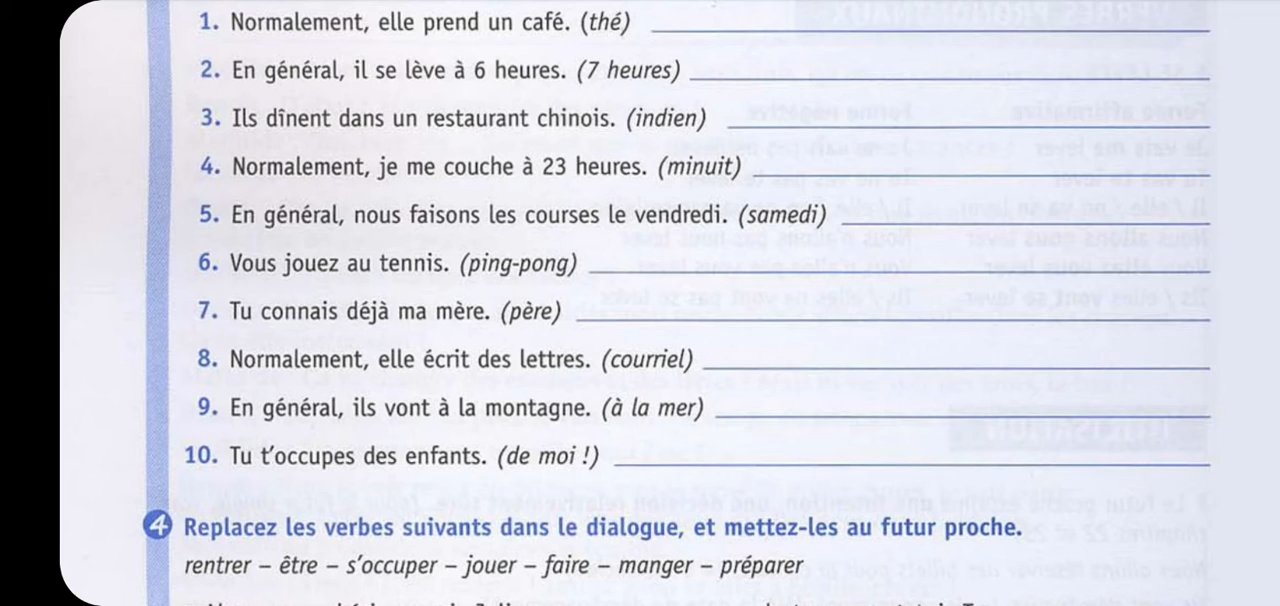 1. Normalement, elle prend un café. (thé)
2. En général, il se lève à 6 heures. (7 heures)
3. Ils dînent dans un restaurant chinois. (indien)
4. Normalement, je me couche à 23 heures. (minuit)
5. En général, nous faisons les courses le vendredi. (samedi)
6. Vous jouez au tennis. (ping-pong)
7. Tu connais déjà ma mère. (père)
8. Normalement, elle écrit des lettres. (courriel)
9. En général, ils vont à la montagne. (à la mer)
10. Tu t'occupes des enfants. (de moi !)
4 Replacez les verbes suivants dans le dialogue, et mettez-les au futur proche.
rentrer – être – s'occuper – jouer – faire – manger – préparer